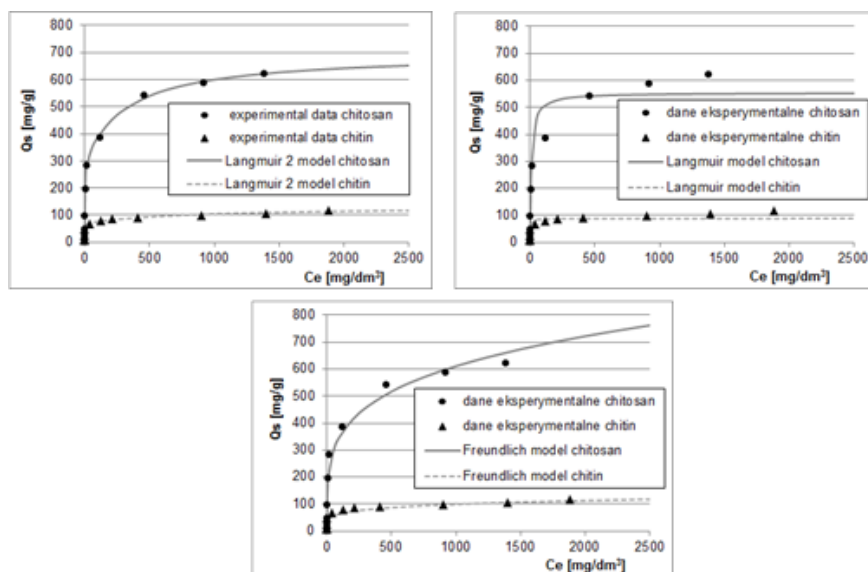 800
700
600
500
400
300
200
100
0
Qs [mg/g]
experimental data chitosan
experimental data chitin
Langmuir 2 model chitosan
Langmuir 2 model chitin
0 500 1000 1500 2000 2500
Ce [mg/dm³]
800
700
600
500
400
300
200
100
0
Qs [mg/g]
dane eksperymentalne chitosan
dane eksperymentalne chitin
Langmuir model chitosan
Langmuir model chitin
0 500 1000 1500 2000 2500
Ce [mg/dm³]
800
700
600
500
400
300
200
100
0
Qs [mg/g]
dane eksperymentalne chitosan
dane eksperymentalne chitin
Freundlich model chitosan
Freundlich model chitin
0 500 1000 1500 2000 2500
Ce [mg/dm³]